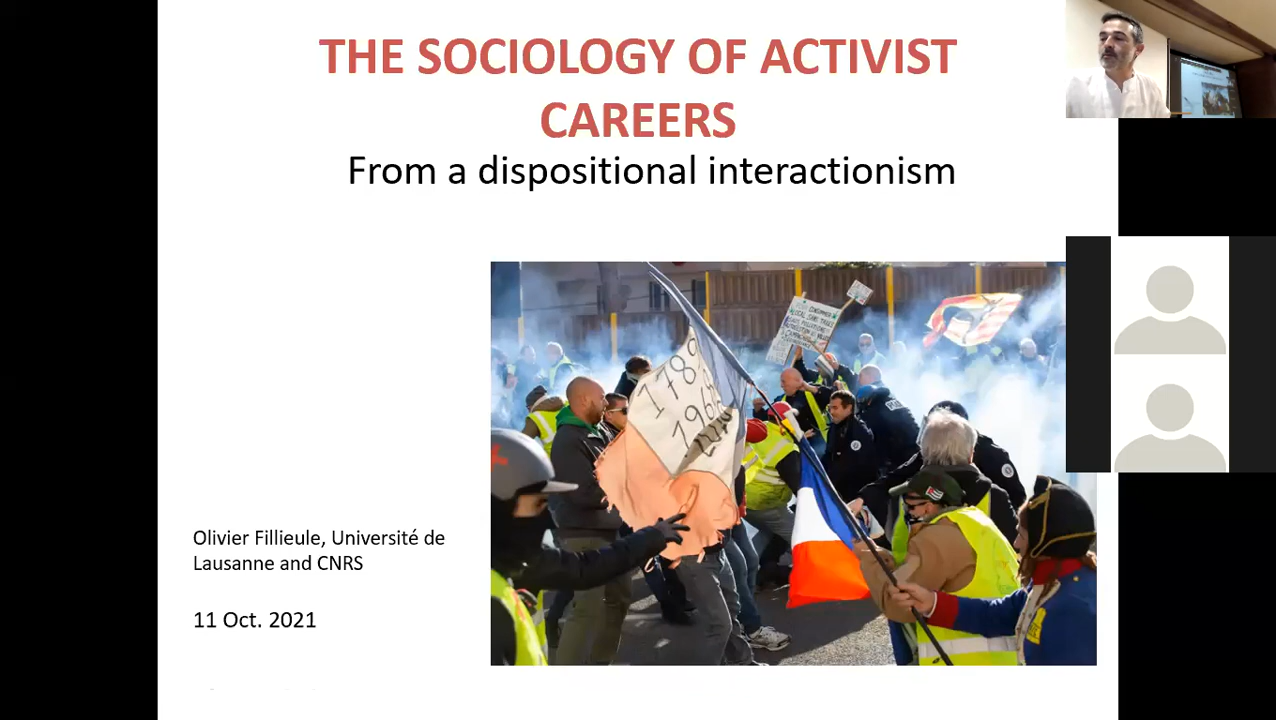 THE SOCIOLOGY OF ACTIVIST
CAREERS
From a dispositional interactionism
1789
Olivier Fillieule, Université de
Lausanne and CNRS
11 Oct. 2021